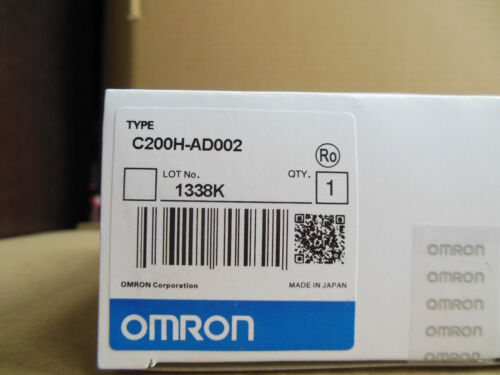 TYPE
C200H-AD002
Ro
LOT No. QTY.
1338K 1
OMRON Corporation MADE IN JAPAN
OMRON
OMRON
OMRON
OMRON
OMRON
OMRON